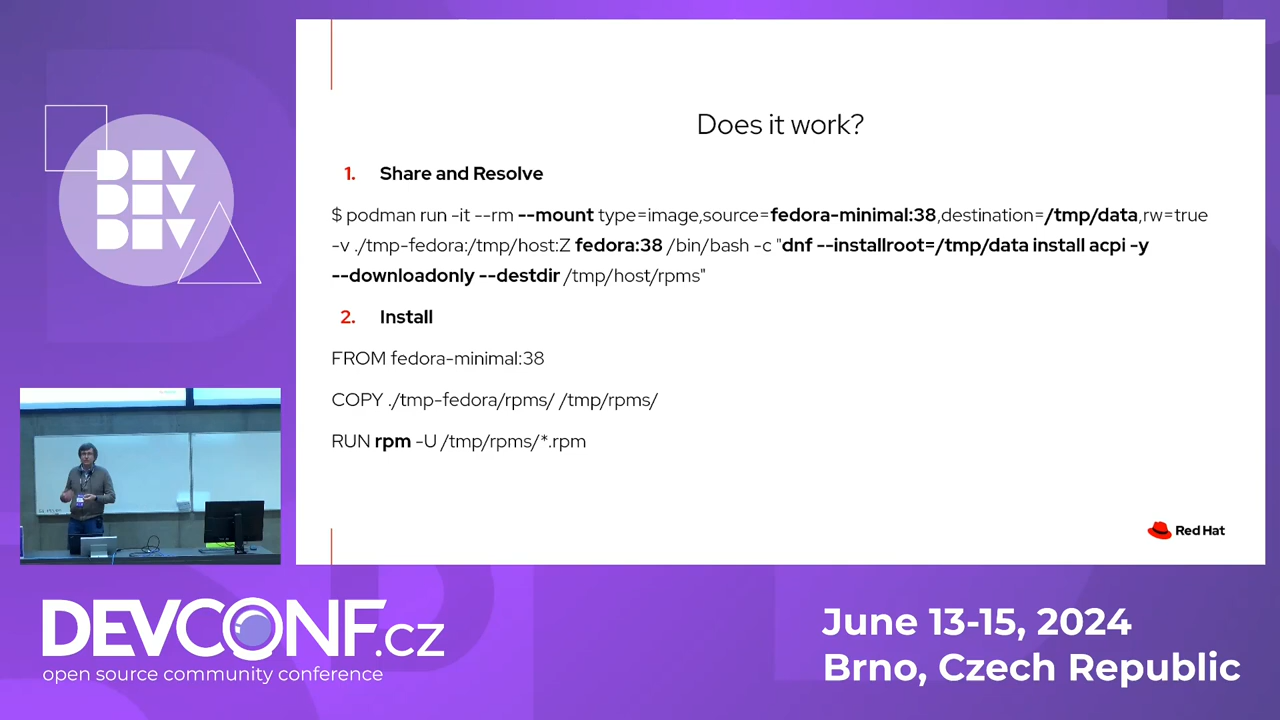 DEV
DEV
DEV
Does it work?
1. Share and Resolve
$ podman run -it --rm --mount type=image,source=fedora-minimal:38,destination=/tmp/data,rw=true
-v ./tmp-fedora:/tmp/host:Z fedora:38 /bin/bash -c "dnf --installroot=/tmp/data install acpi -y
--downloadonly --destdir /tmp/host/rpms"
2. Install
FROM fedora-minimal:38
COPY ./tmp-fedora/rpms/ /tmp/rpms/
RUN rpm -U /tmp/rpms/*.rpm
Red Hat
DEVCONF.cz
open source community conference
June 13-15, 2024
Brno, Czech Republic